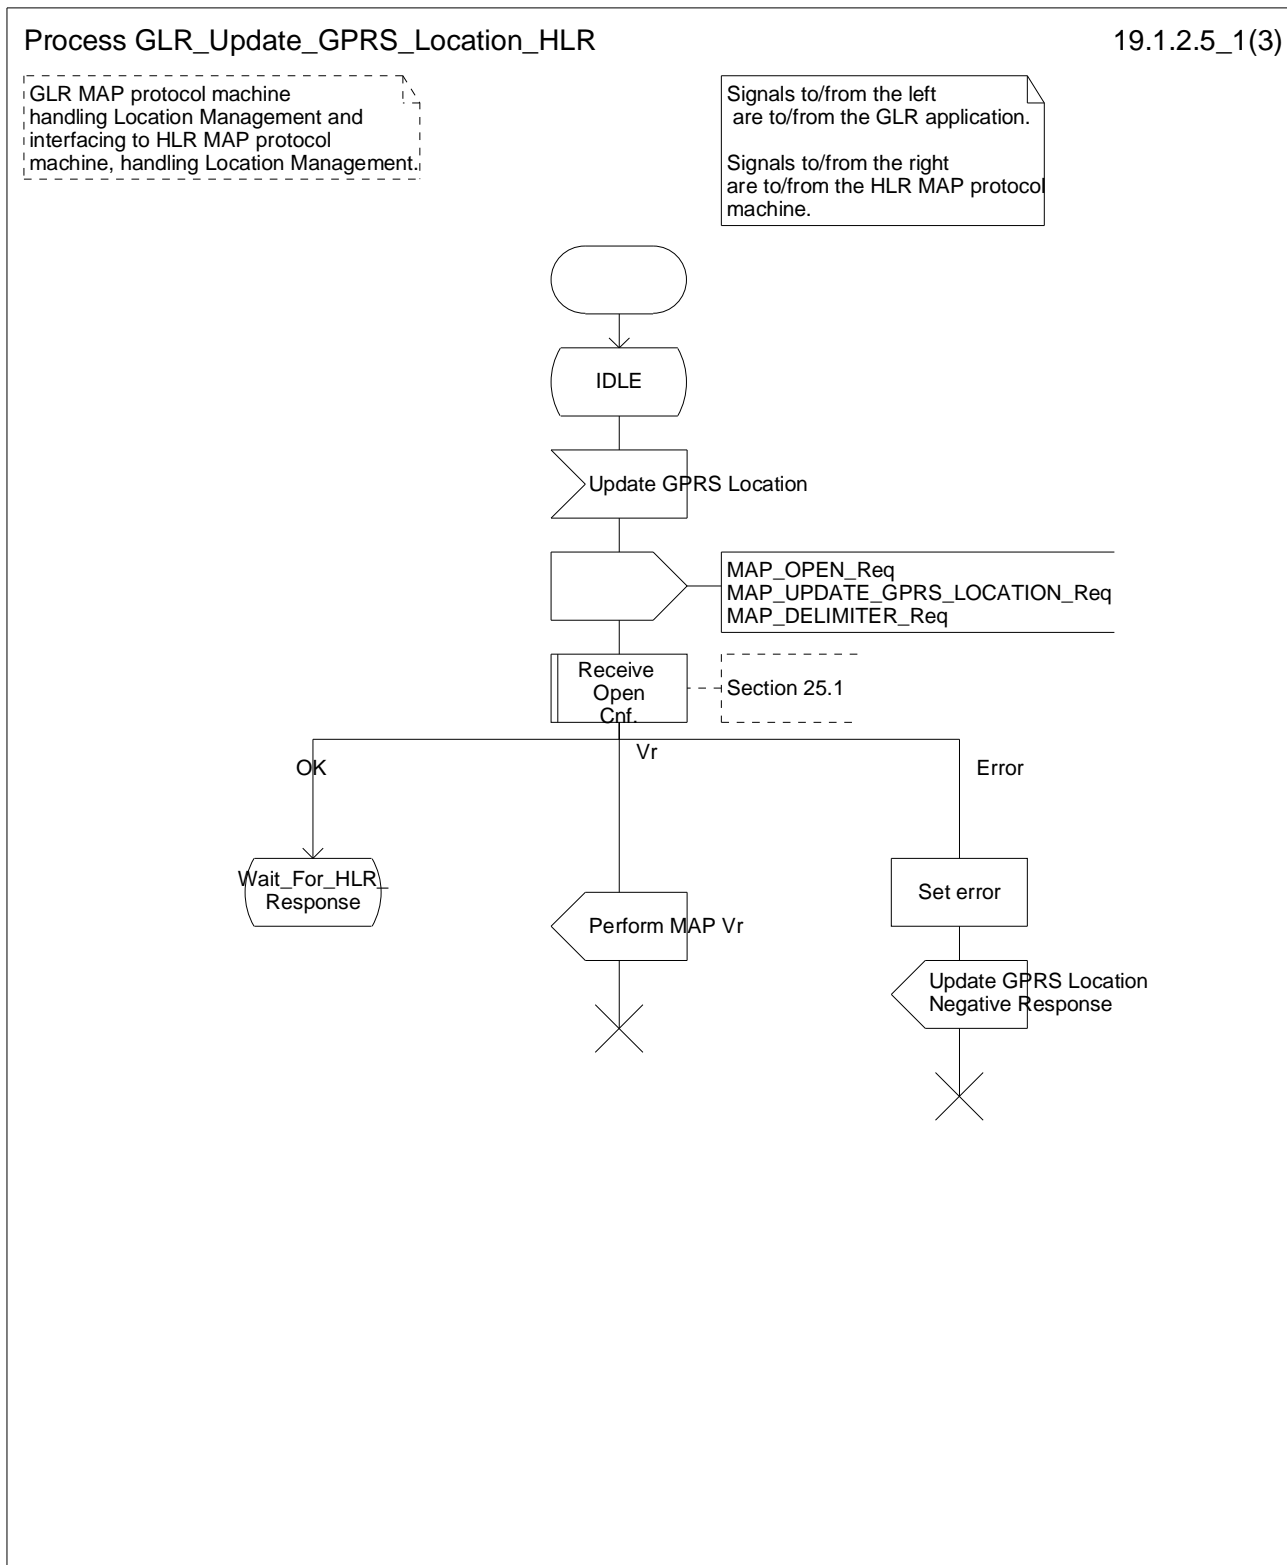 Process GLR_Update_GPRS_Location_HLR
19.1.2.5_1(3)
GLR MAP protocol machine
handling Location Management and
interfacing to HLR MAP protocol
machine, handling Location Management.
Signals to/from the left
are to/from the GLR application.
Signals to/from the right
are to/from the HLR MAP protocol
machine.
IDLE
Update GPRS Location
MAP_OPEN_Req
MAP_UPDATE_GPRS_LOCATION_Req
MAP_DELIMITER_Req
Receive
Open
Cnf.
Section 25.1
OK
Vr
Error
Wait_For_HLR_
Response
Perform MAP Vr
Set error
Update GPRS Location
Negative Response